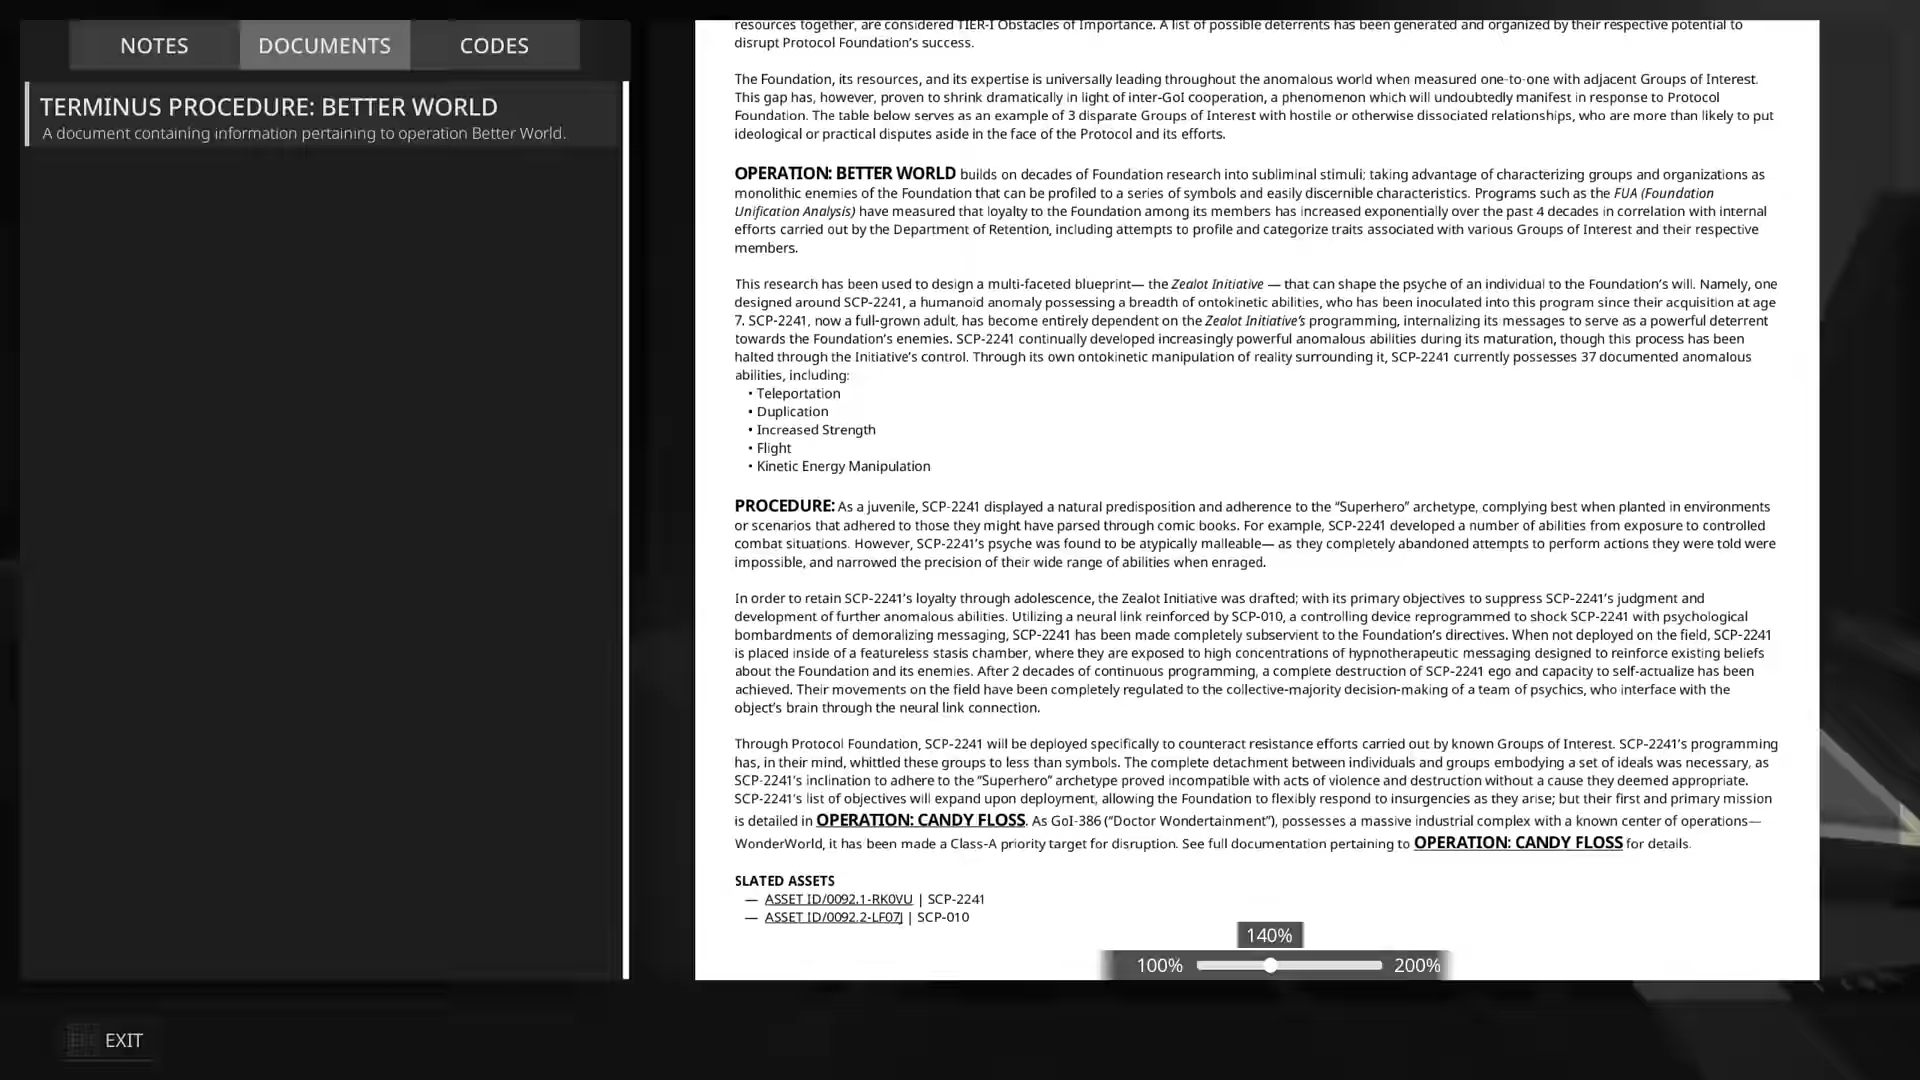 NOTES
DOCUMENTS
CODES
TERMINUS PROCEDURE: BETTER WORLD
A document containing information pertaining to operation Better World.
resources together, are considered TIER-I Obstacles of Importance. A list of possible deterrents has been generated and organized by their respective potential to
disrupt Protocol Foundation's success.
The Foundation, its resources, and its expertise is universally leading throughout the anomalous world when measured one-to-one with adjacent Groups of Interest.
This gap has, however, proven to shrink dramatically in light of inter-GoI cooperation, a phenomenon which will undoubtedly manifest in response to Protocol
Foundation. The table below serves as an example of 3 disparate Groups of Interest with hostile or otherwise dissociated relationships, who are more than likely to put
ideological or practical disputes aside in the face of the Protocol and its efforts.
OPERATION: BETTER WORLD builds on decades of Foundation research into subliminal stimuli; taking advantage of characterizing groups and organizations as
monolithic enemies of the Foundation that can be profiled to a series of symbols and easily discernible characteristics. Programs such as the FUA (Foundation
Unification Analysis) have measured that loyalty to the Foundation among its members has increased exponentially over the past 4 decades in correlation with internal
efforts carried out by the Department of Retention, including attempts to profile and categorize traits associated with various Groups of Interest and their respective
members.
This research has been used to design a multi-faceted blueprint— the Zealot Initiative — that can shape the psyche of an individual to the Foundation's will. Namely, one
designed around SCP-2241, a humanoid anomaly possessing a breadth of ontokinetic abilities, who has been inoculated into this program since their acquisition at age
7. SCP-2241, now a full-grown adult, has become entirely dependent on the Zealot Initiative's programming, internalizing its messages to serve as a powerful deterrent
towards the Foundation's enemies. SCP-2241 continually developed increasingly powerful anomalous abilities during its maturation, though this process has been
halted through the Initiative's control. Through its own ontokinetic manipulation of reality surrounding it, SCP-2241 currently possesses 37 documented anomalous
abilities, including:
• Teleportation
• Duplication
• Increased Strength
• Flight
• Kinetic Energy Manipulation
PROCEDURE: As a juvenile, SCP-2241 displayed a natural predisposition and adherence to the "Superhero" archetype, complying best when planted in environments
or scenarios that adhered to those they might have parsed through comic books. For example, SCP-2241 developed a number of abilities from exposure to controlled
combat situations. However, SCP-2241's psyche was found to be atypically malleable— as they completely abandoned attempts to perform actions they were told were
impossible, and narrowed the precision of their wide range of abilities when enraged.
In order to retain SCP-2241's loyalty through adolescence, the Zealot Initiative was drafted; with its primary objectives to suppress SCP-2241's judgment and
development of further anomalous abilities. Utilizing a neural link reinforced by SCP-010, a controlling device reprogrammed to shock SCP-2241 with psychological
bombardments of demoralizing messaging, SCP-2241 has been made completely subservient to the Foundation's directives. When not deployed on the field, SCP-2241
is placed inside of a featureless stasis chamber, where they are exposed to high concentrations of hypnotherapeutic messaging designed to reinforce existing beliefs
about the Foundation and its enemies. After 2 decades of continuous programming, a complete destruction of SCP-2241 ego and capacity to self-actualize has been
achieved. Their movements on the field have been completely regulated to the collective-majority decision-making of a team of psychics, who interface with the
object's brain through the neural link connection.
Through Protocol Foundation, SCP-2241 will be deployed specifically to counteract resistance efforts carried out by known Groups of Interest. SCP-2241's programming
has, in their mind, whittled these groups to less than symbols. The complete detachment between individuals and groups embodying a set of ideals was necessary, as
SCP-2241's inclination to adhere to the "Superhero" archetype proved incompatible with acts of violence and destruction without a cause they deemed appropriate.
SCP-2241's list of objectives will expand upon deployment, allowing the Foundation to flexibly respond to insurgencies as they arise; but their first and primary mission
is detailed in OPERATION: CANDY FLOSS. As GoI-386 ("Doctor Wondertainment"), possesses a massive industrial complex with a known center of operations—
WonderWorld, it has been made a Class-A priority target for disruption. See full documentation pertaining to OPERATION: CANDY FLOSS for details.
SLATED ASSETS
— ASSET ID/0092.1-RK0VU | SCP-2241
— ASSET ID/0092.2-LF07J | SCP-010
140%
100% 200%
EXIT